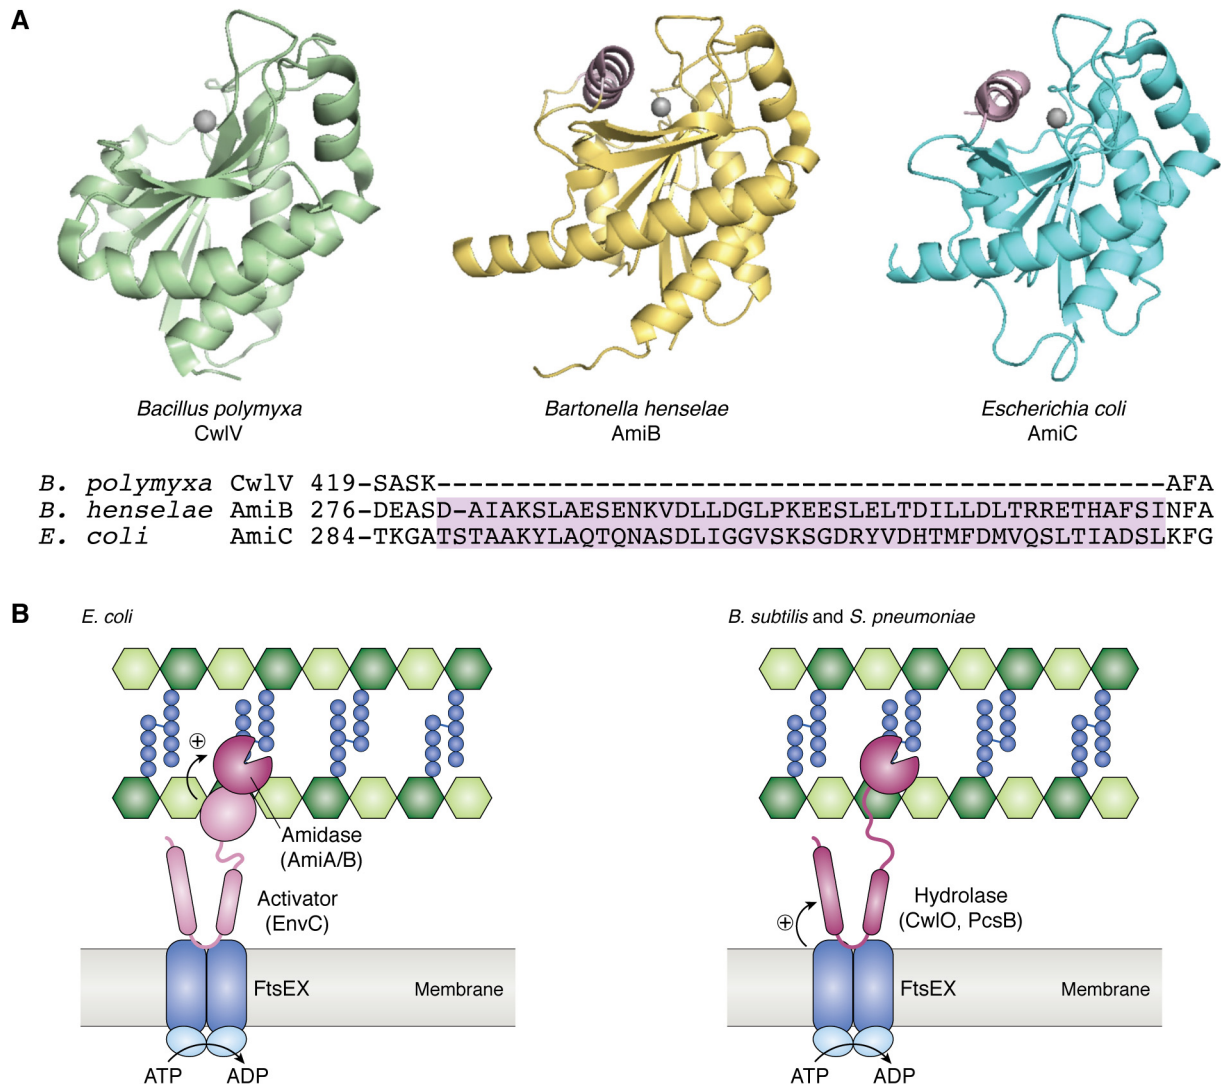 A
Bacillus polymyxa
CwlV
Bartonella henselae
AmiB
Escherichia coli
AmiC
B. polymyxa CwlV 419-SASK----------------------------------------------AFA
B. henselae AmiB 276-DEASD-AIAKSLAESENKVDLLDGLPKEESLELTDILLDLTRRETHAFSINFA
E. coli AmiC 284-TKGATSTAAKYLAQTQNASDLIGGVSKSGDRYVDHTMFDMVQSLTIADSLKFG
B
E. coli
Amidase
(AmiA/B)
Activator
(EnvC)
FtsEX
Membrane
ATP
ADP
B. subtilis and S. pneumoniae
Hydrolase
(CwlO, PcsB)
FtsEX
Membrane
ATP
ADP